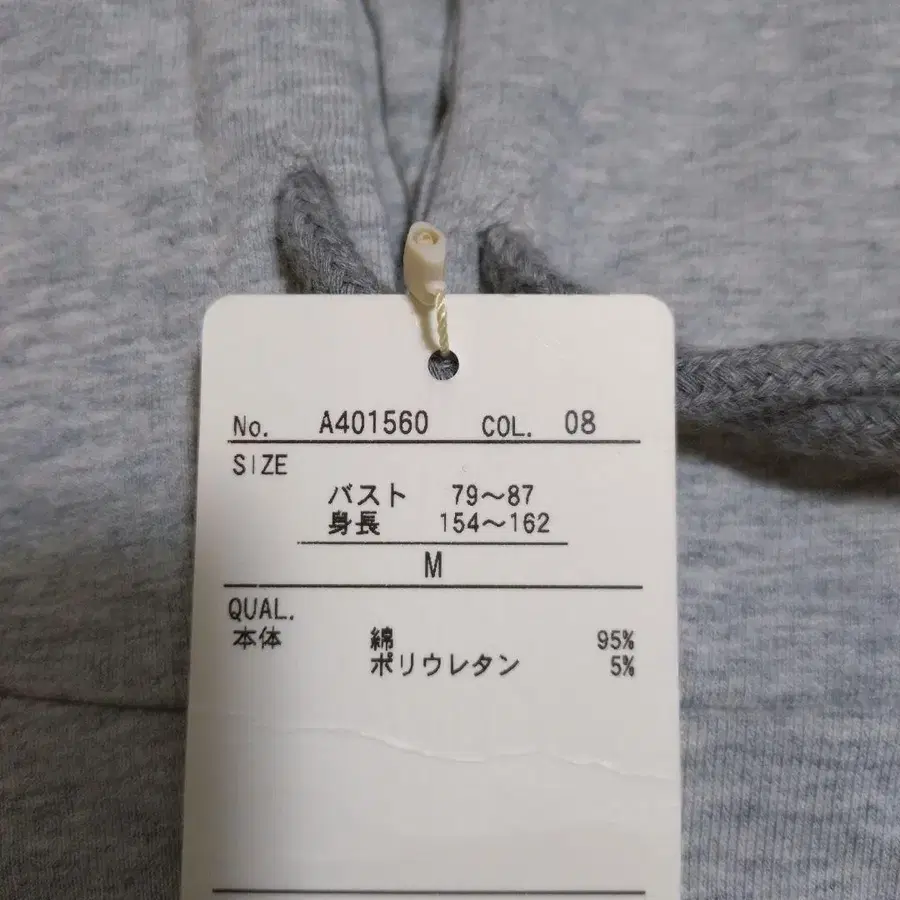 No. A401560 COL. 08
SIZE
バスト 79～87
身長 154～162
M
QUAL.
本体 綿 95%
ポリウレタン 5%